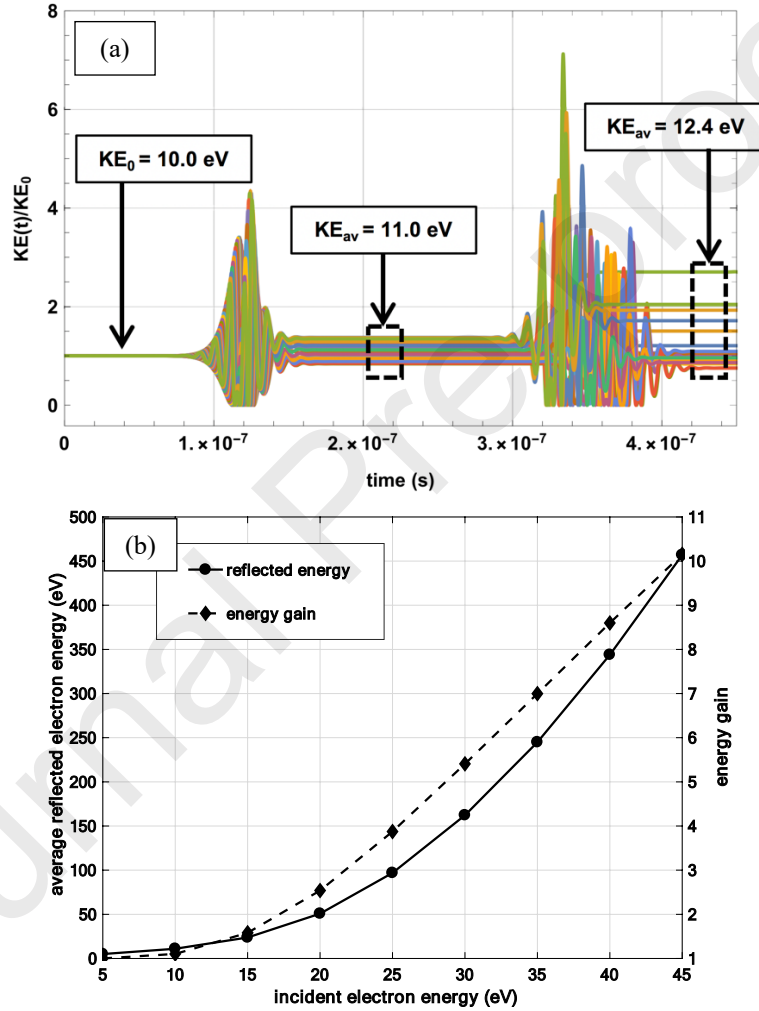 (a)
8
6
4
2
0
KE(t)/KE₀
KE₀ = 10.0 eV
KEav = 11.0 eV
KEav = 12.4 eV
0
1.×10⁻⁷
2.×10⁻⁷
3.×10⁻⁷
4.×10⁻⁷
time (s)
(b)
reflected energy
energy gain
500
450
400
350
300
250
200
150
100
50
0
average reflected electron energy (eV)
11
10
9
8
7
6
5
4
3
2
1
energy gain
5 10 15 20 25 30 35 40 45
incident electron energy (eV)